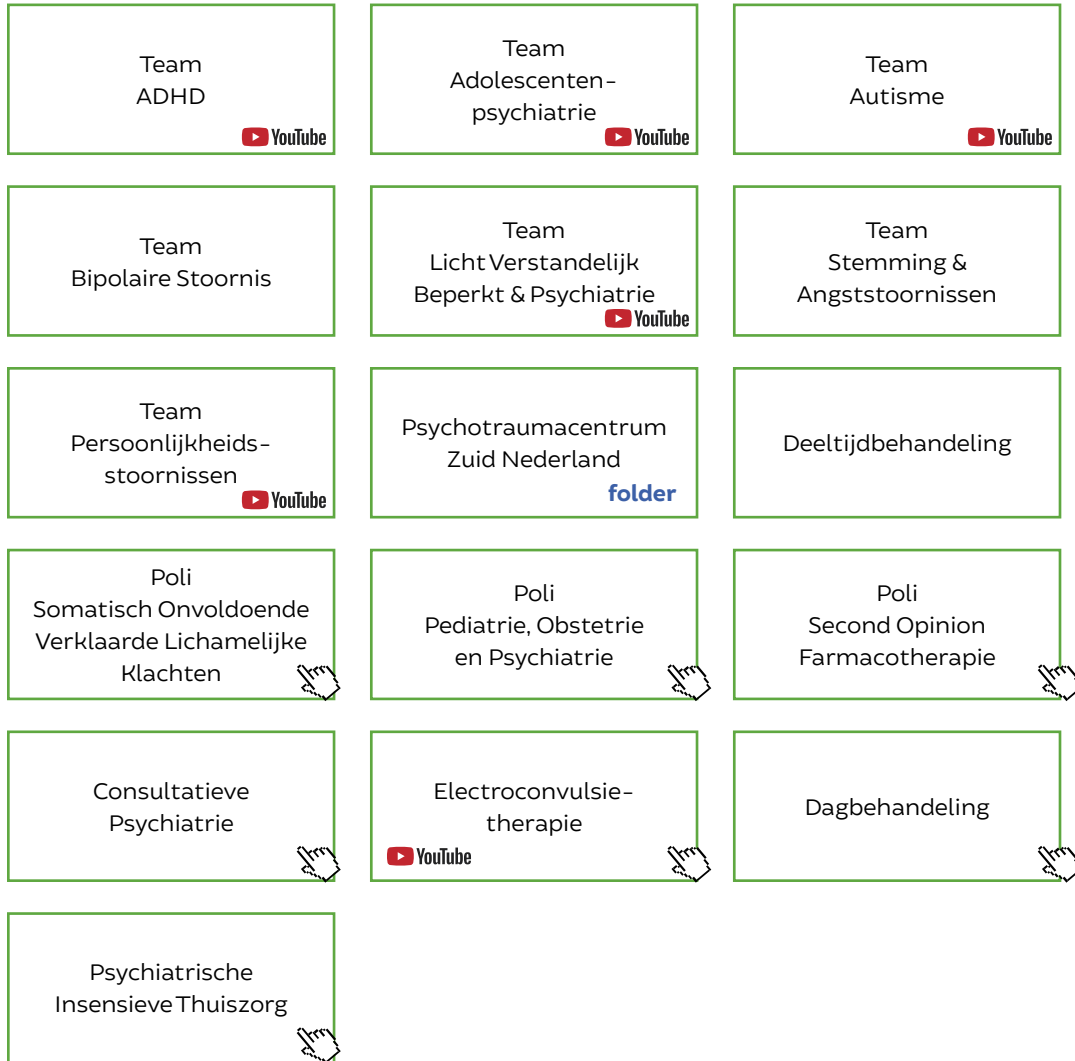 Team
ADHD
YouTube
Team
Adolescenten-
psychiatrie
YouTube
Team
Autisme
YouTube
Team
Bipolaire Stoornis
Team
Licht Verstandelijk
Beperkt & Psychiatrie
YouTube
Team
Stemming &
Angststoornissen
Team
Persoonlijkheids-
stoornissen
YouTube
Psychotraumacentrum
Zuid Nederland
folder
Deeltijdbehandeling
Poli
Somatisch Onvoldoende
Verklaarde Lichamelijke
Klachten
Poli
Pediatrie, Obstetrie
en Psychiatrie
Poli
Second Opinion
Farmacotherapie
Consultatieve
Psychiatrie
Electroconvulsie-
therapie
YouTube
Dagbehandeling
Psychiatrische
Insensieve Thuiszorg